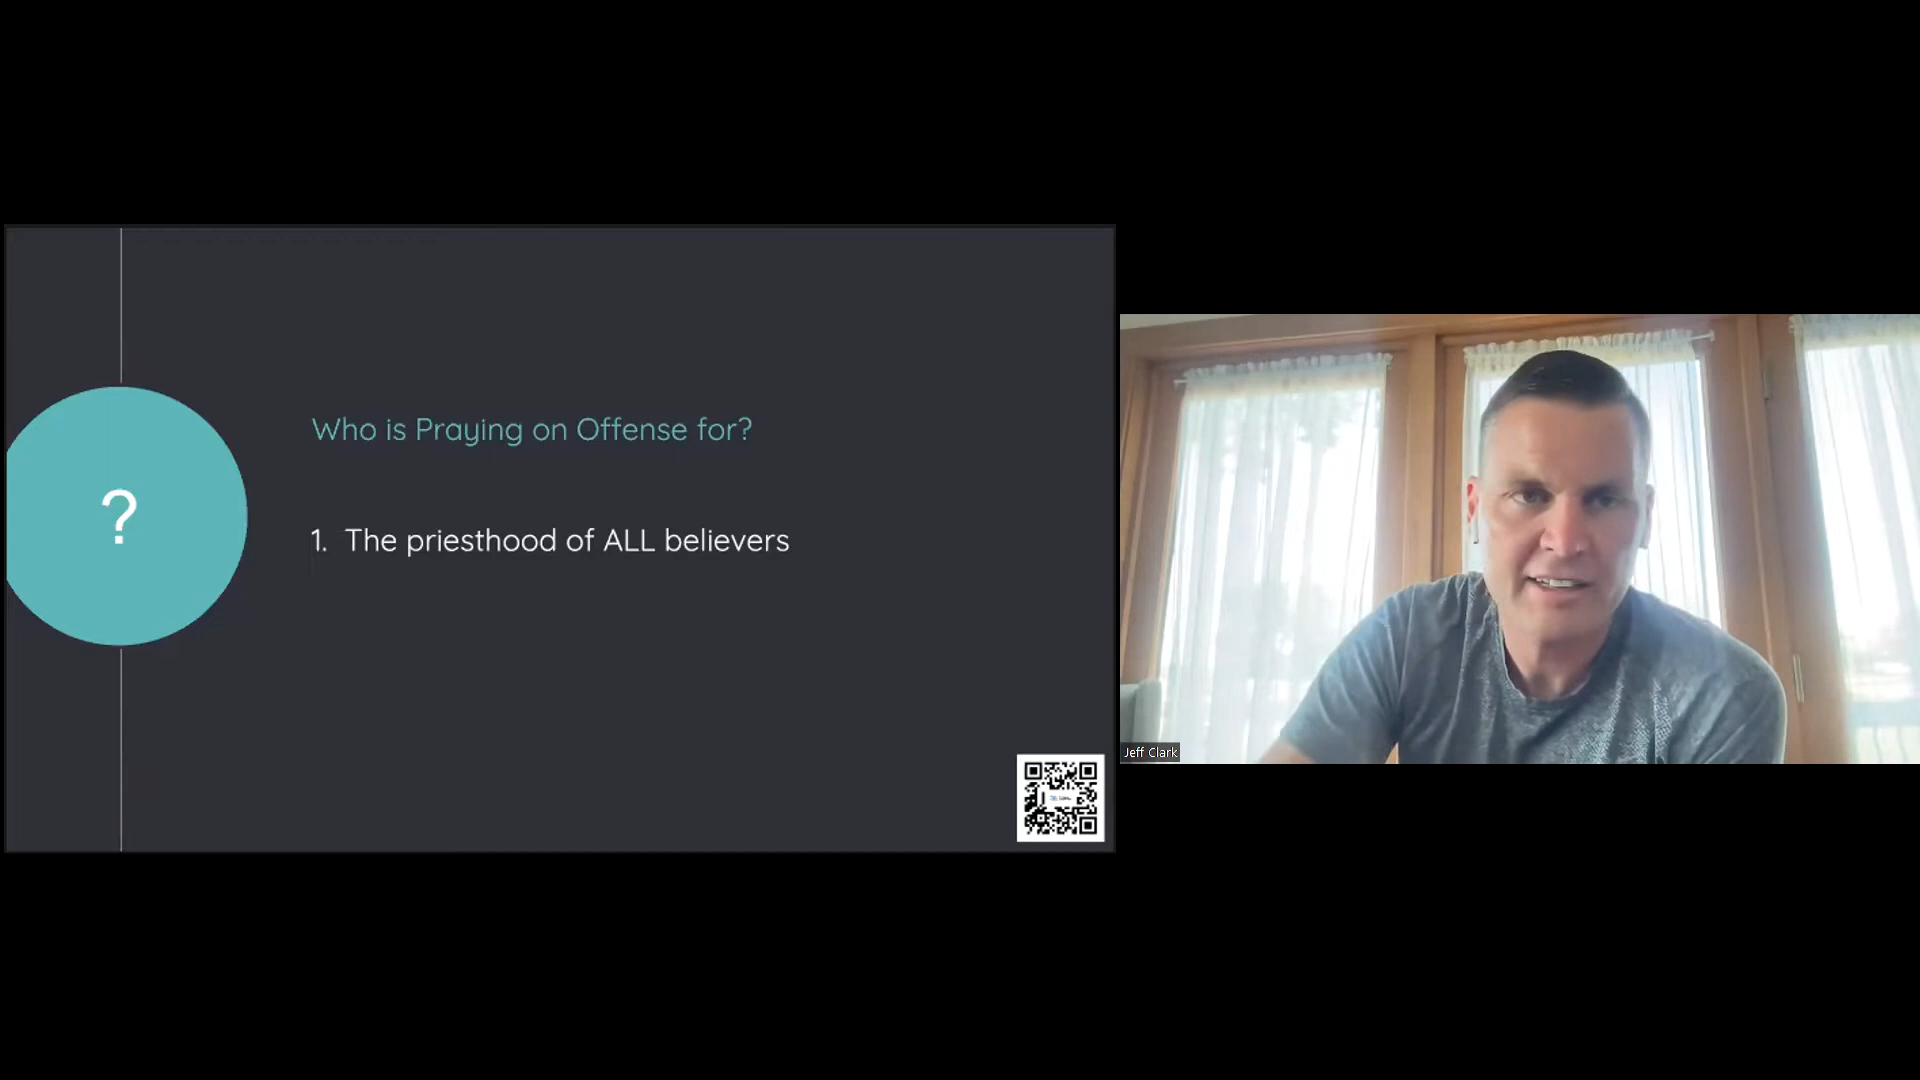 ?
Who is Praying on Offense for?
1. The priesthood of ALL believers
Jeff Clark